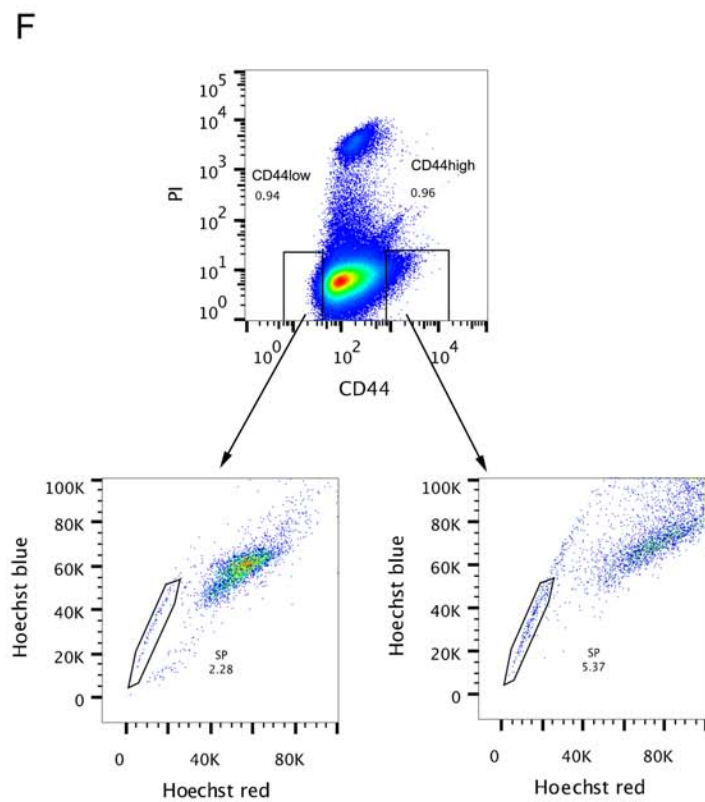 F
10^5
10^4
10^3
10^2
10^1
10^0
PI
CD44low
0.94
CD44high
0.96
10^0 10^2 10^4
CD44
100K
80K
60K
40K
20K
0
Hoechst blue
SP
2.28
0 40K 80K
Hoechst red
100K
80K
60K
40K
20K
0
Hoechst blue
SP
5.37
0 40K 80K
Hoechst red